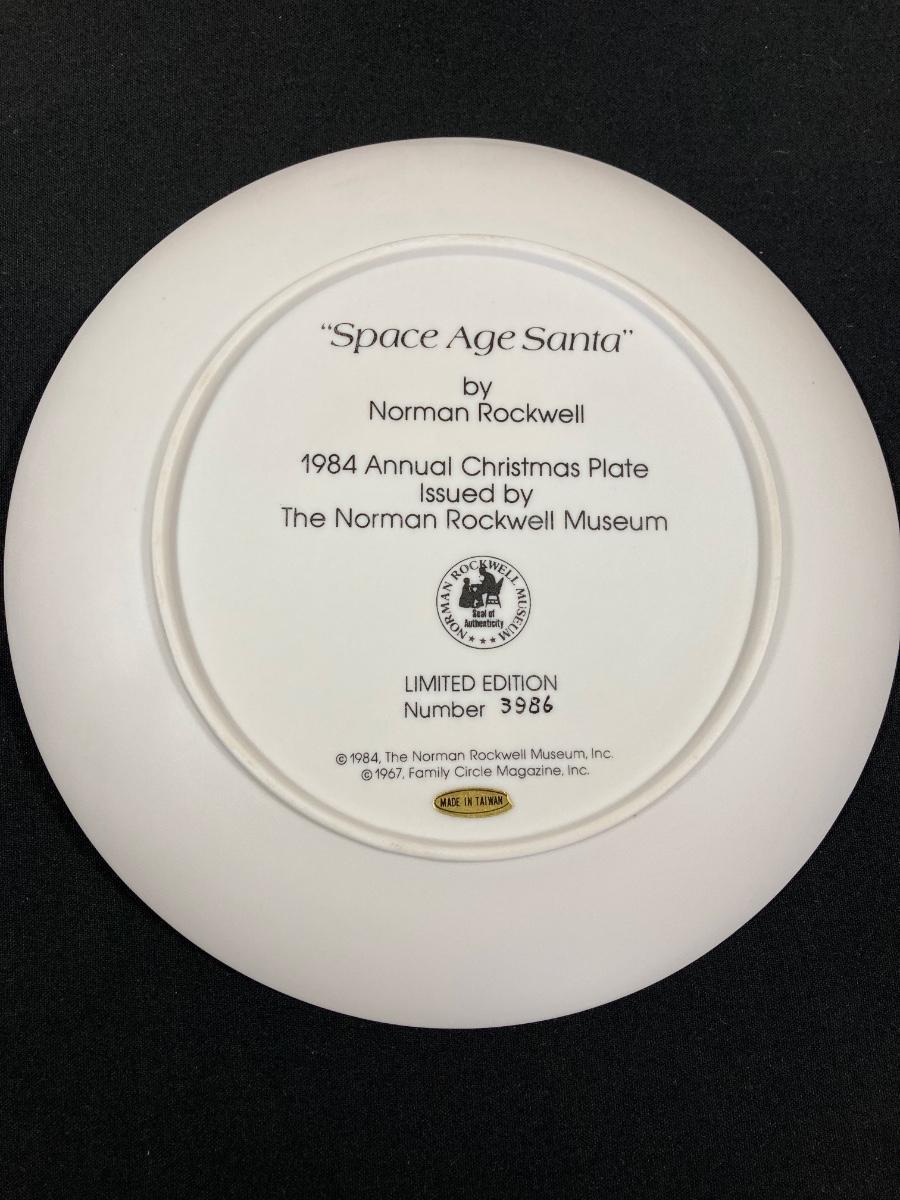 “Space Age Santa”
by
Norman Rockwell
1984 Annual Christmas Plate
Issued by
The Norman Rockwell Museum
NORMAN ROCKWELL MUSEUM
Seal of
Authenticity
★ ★ ★
LIMITED EDITION
Number 3986
©1984, The Norman Rockwell Museum, Inc.
©1967, Family Circle Magazine, Inc.
MADE IN TAIWAN